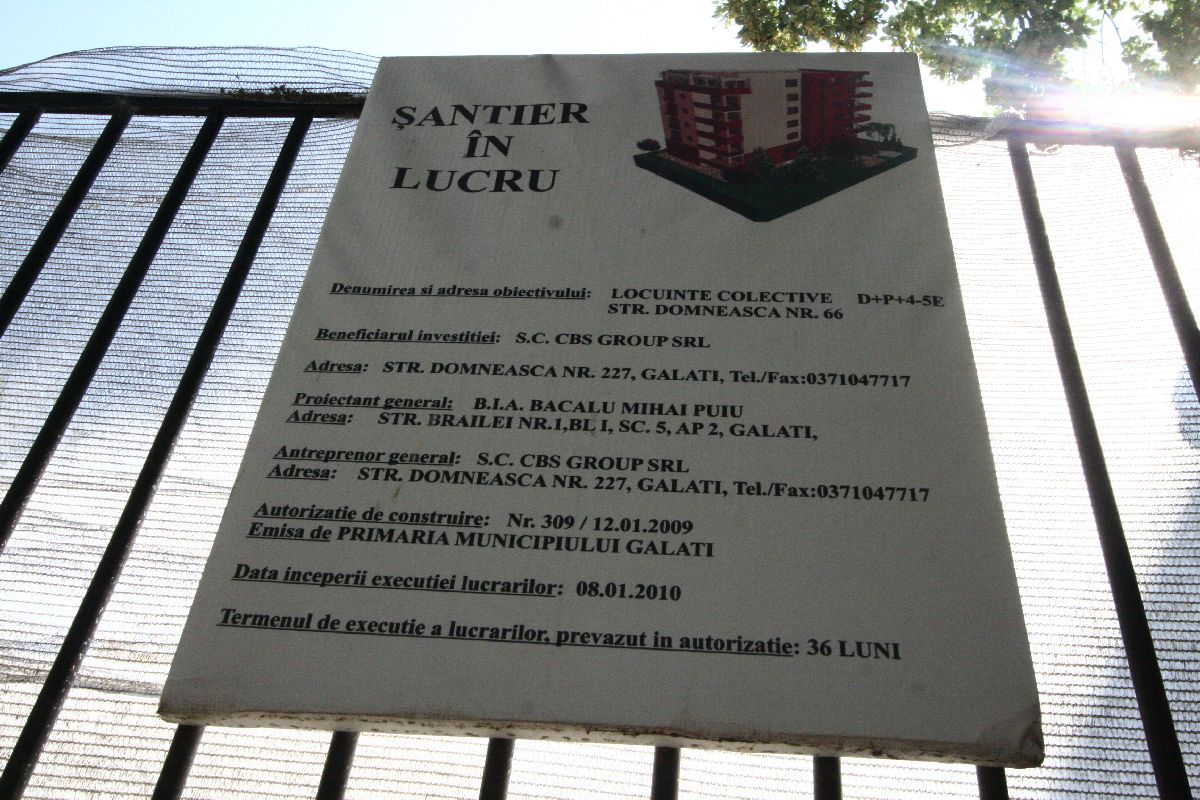 ŞANTIER
ÎN
LUCRU
Denumirea si adresa obiectivului: LOCUINTE COLECTIVE D+P+4-5E
STR. DOMNEASCA NR. 66
Beneficiarul investitiei: S.C. CBS GROUP SRL
Adresa: STR. DOMNEASCA NR. 227, GALATI, Tel./Fax:0371047717
Proiectant general: B.I.A. BACALU MIHAI PUIU
Adresa: STR. BRAILEI NR.1,BL I, SC. 5, AP 2, GALATI,
Antreprenor general: S.C. CBS GROUP SRL
Adresa: STR. DOMNEASCA NR. 227, GALATI, Tel./Fax:0371047717
Autorizatie de construire: Nr. 309 / 12.01.2009
Emisa de PRIMARIA MUNICIPIULUI GALATI
Data inceperii executiei lucrarilor: 08.01.2010
Termenul de executie a lucrarilor, prevazut in autorizatie: 36 LUNI